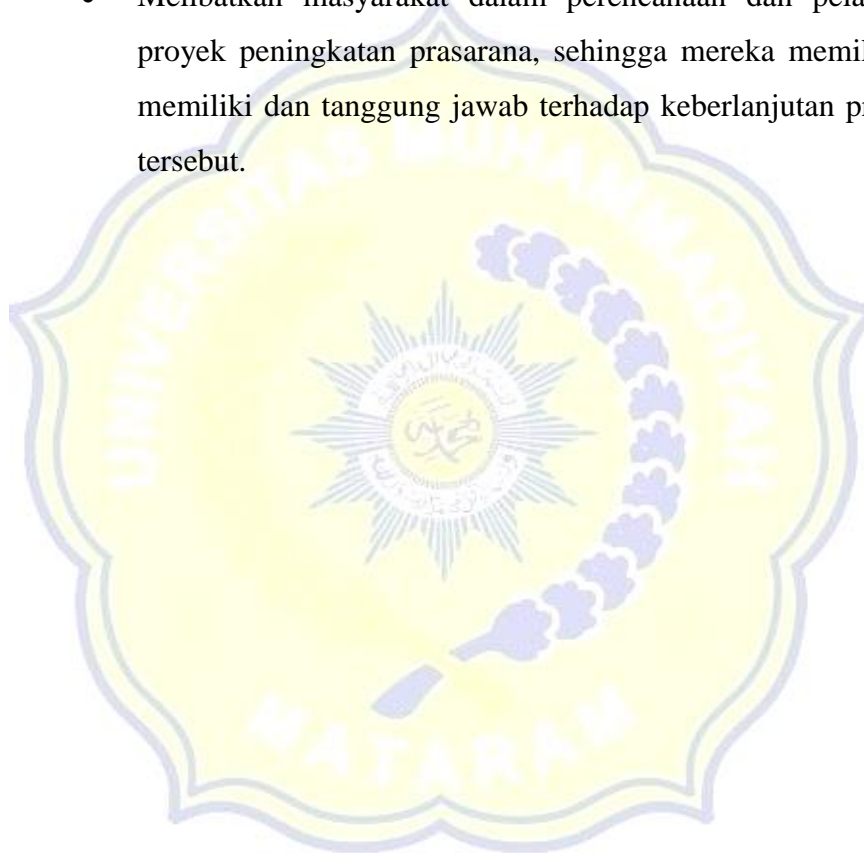 • Melibatkan masyarakat dalam perencanaan dan
proyek peningkatan prasarana, sehingga mereka
memiliki dan tanggung jawab terhadap keberlanjutan
tersebut.
UNIVERSITAS MUHAMMADIYAH
محمد
MATARAM